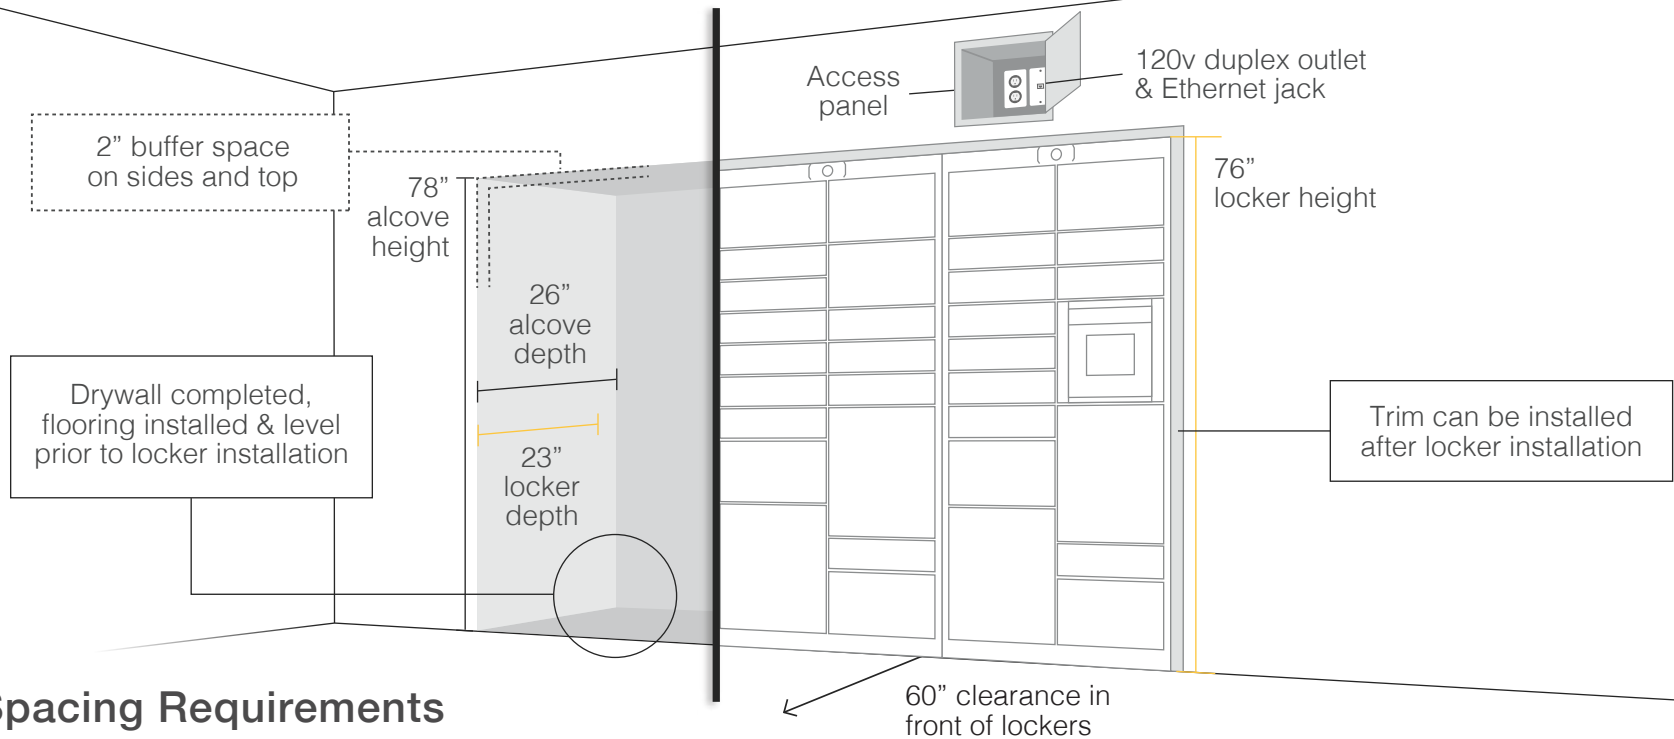 Access
panel
120v duplex outlet
& Ethernet jack
2” buffer space
on sides and top
78”
alcove
height
76”
locker height
26”
alcove
depth
Drywall completed,
flooring installed & level
prior to locker installation
23”
locker
depth
Trim can be installed
after locker installation
60” clearance in
front of lockers
Spacing Requirements